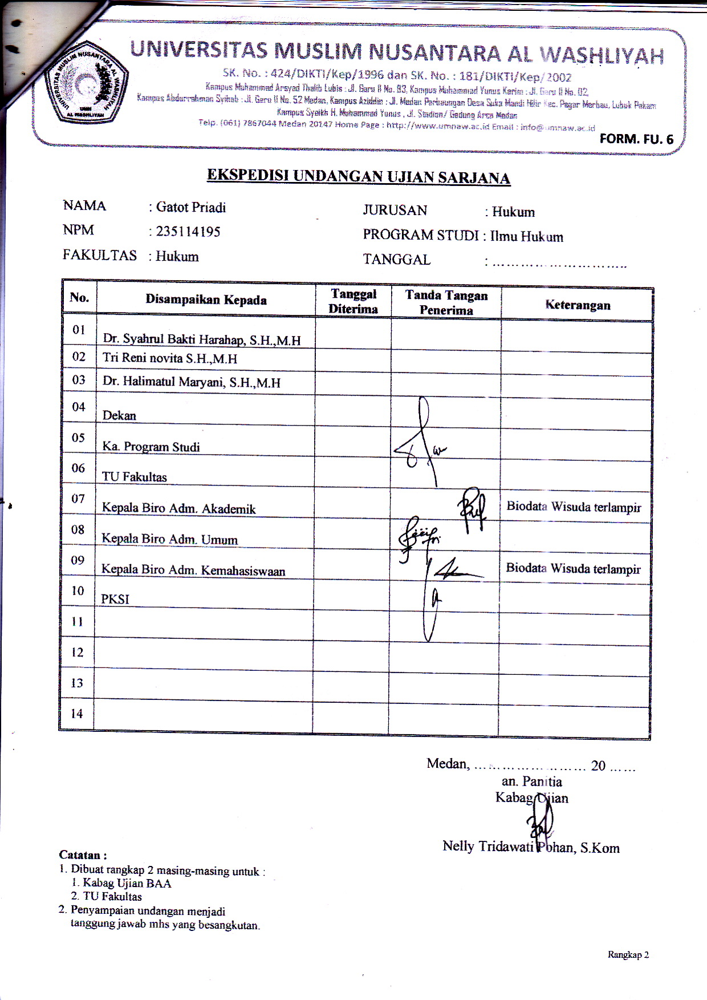 UNIVERSITAS MUSLIM NUSANTARA AL WASHLIYAH
SK. No. : 424/DIKTI/Kep/1996 dan SK. No. : 181/DIKTI/Kep/2002
Kampus Muhammad Arsyad Thalib Lubis : Jl. Garu II No. 93, Kampus Muhammad Yunus Karim : Jl. Garu II No. 02,
Kampus Abdurrahman Syihab : Jl. Garu II No. 52 Medan, Kampus Aziddin : Jl. Medan Perbaungan Desa Suka Mandi Hilir Kec. Pagar Merbau, Lubuk Pakam
Kampus Syeikh H. Muhammad Yunus , Jl. Stadion/ Gedung Arca Medan
Telp. (061) 7867044 Medan 20147 Home Page : http://www.umnaw.ac.id Email : info@umnaw.ac.id
UNIVERSITAS MUSLIM NUSANTARA AL WASHLIYAH
UMN
AL WASHLIYAH
FORM. FU. 6
EKSPEDISI UNDANGAN UJIAN SARJANA
NAMA : Gatot Priadi JURUSAN : Hukum
NPM : 235114195 PROGRAM STUDI : Ilmu Hukum
FAKULTAS : Hukum TANGGAL : ................................
No. Disampaikan Kepada Tanggal Diterima Tanda Tangan Penerima Keterangan
01 Dr. Syahrul Bakti Harahap, S.H.,M.H
02 Tri Reni novita S.H.,M.H
03 Dr. Halimatul Maryani, S.H.,M.H
04 Dekan
05 Ka. Program Studi
06 TU Fakultas
07 Kepala Biro Adm. Akademik Biodata Wisuda terlampir
08 Kepala Biro Adm. Umum
09 Kepala Biro Adm. Kemahasiswaan Biodata Wisuda terlampir
10 PKSI
11
12
13
14
Medan, ........................... 20 ......
an. Panitia
Kabag Ujian
Nelly Tridawati Pohan, S.Kom
Catatan :
1. Dibuat rangkap 2 masing-masing untuk :
1. Kabag Ujian BAA
2. TU Fakultas
2. Penyampaian undangan menjadi
tanggung jawab mhs yang besangkutan.
Rangkap 2